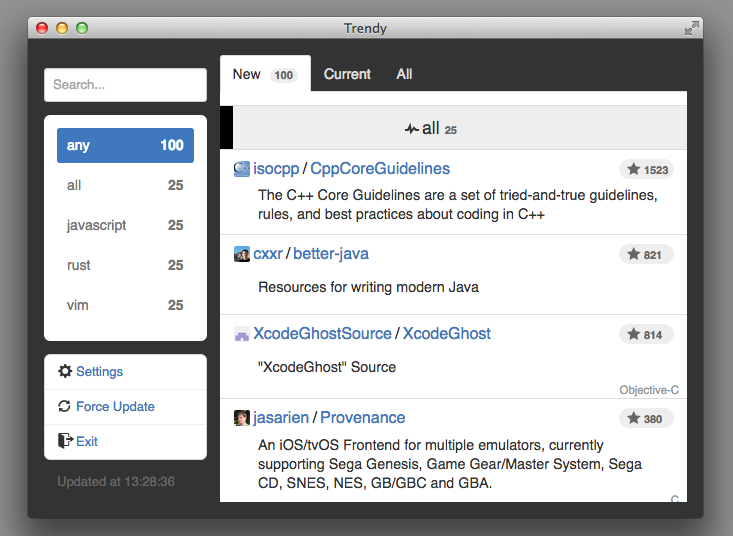 Trendy
Search...
any 100
all 25
javascript 25
rust 25
vim 25
Settings
Force Update
Exit
Updated at 13:28:36
New 100 Current All
all 25
isocpp / CppCoreGuidelines 1523
The C++ Core Guidelines are a set of tried-and-true guidelines,
rules, and best practices about coding in C++
cxxr / better-java 821
Resources for writing modern Java
XcodeGhostSource / XcodeGhost 814
"XcodeGhost" Source
Objective-C
jasarien / Provenance 380
An iOS/tvOS Frontend for multiple emulators, currently
supporting Sega Genesis, Game Gear/Master System, Sega
CD, SNES, NES, GB/GBC and GBA.
C